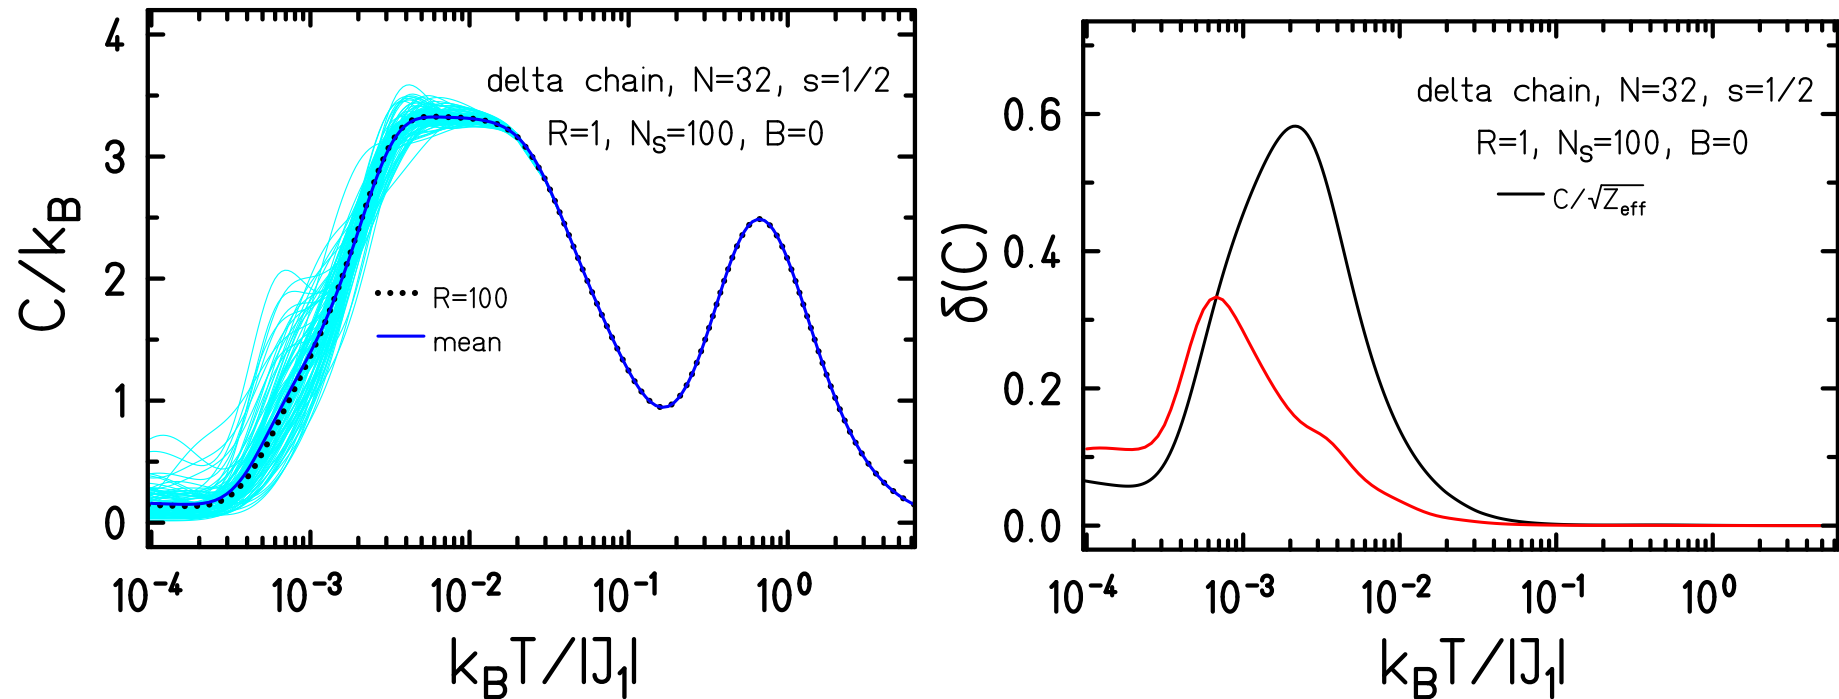 4
3
2
1
0
C/k_B
delta chain, N=32, s=1/2
R=1, N_S=100, B=0
R=100
mean
10^-4
10^-3
10^-2
10^-1
10^0
k_B T/|J_1|
0.6
0.4
0.2
0.0
δ(C)
delta chain, N=32, s=1/2
R=1, N_S=100, B=0
C/√Z_eff
10^-4
10^-3
10^-2
10^-1
10^0
k_B T/|J_1|